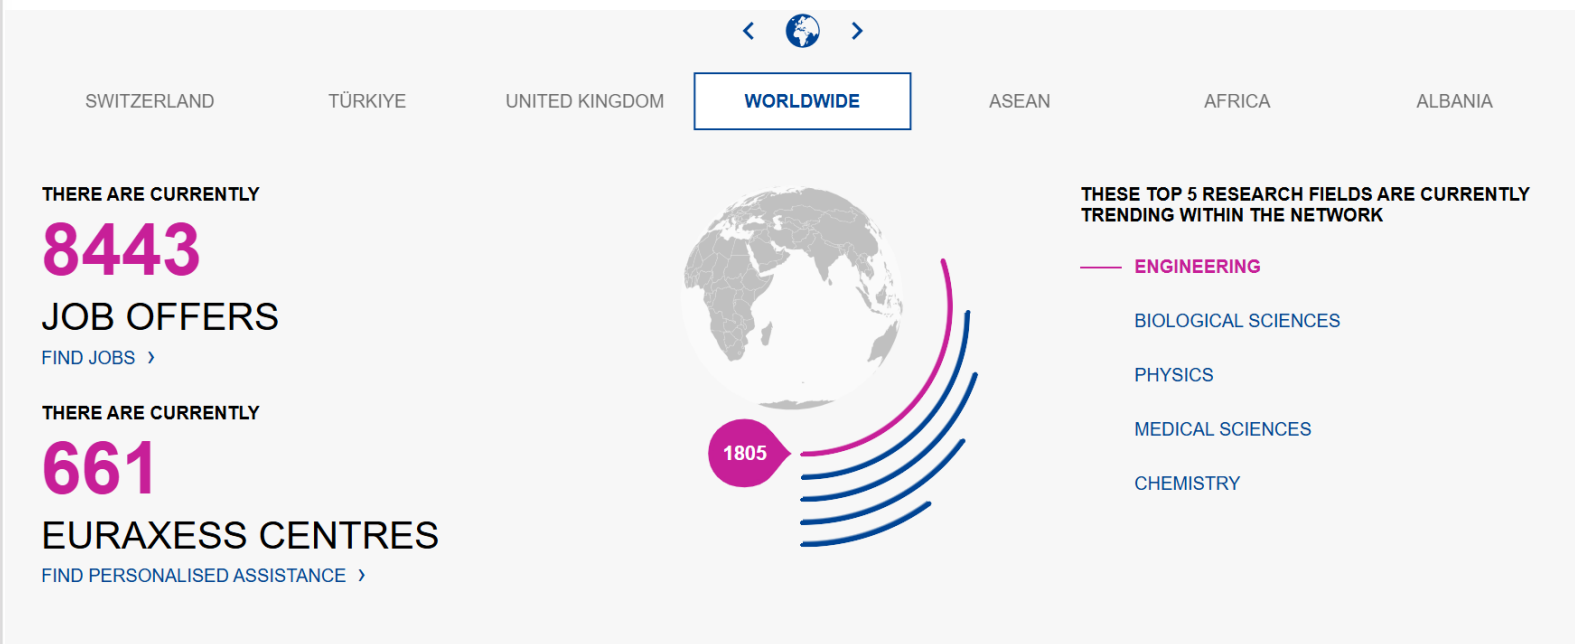 SWITZERLAND
TÜRKIYE
UNITED KINGDOM
WORLDWIDE
ASEAN
AFRICA
ALBANIA
THERE ARE CURRENTLY
8443
JOB OFFERS
FIND JOBS
THERE ARE CURRENTLY
661
EURAXESS CENTRES
FIND PERSONALISED ASSISTANCE
1805
THESE TOP 5 RESEARCH FIELDS ARE CURRENTLY
TRENDING WITHIN THE NETWORK
ENGINEERING
BIOLOGICAL SCIENCES
PHYSICS
MEDICAL SCIENCES
CHEMISTRY